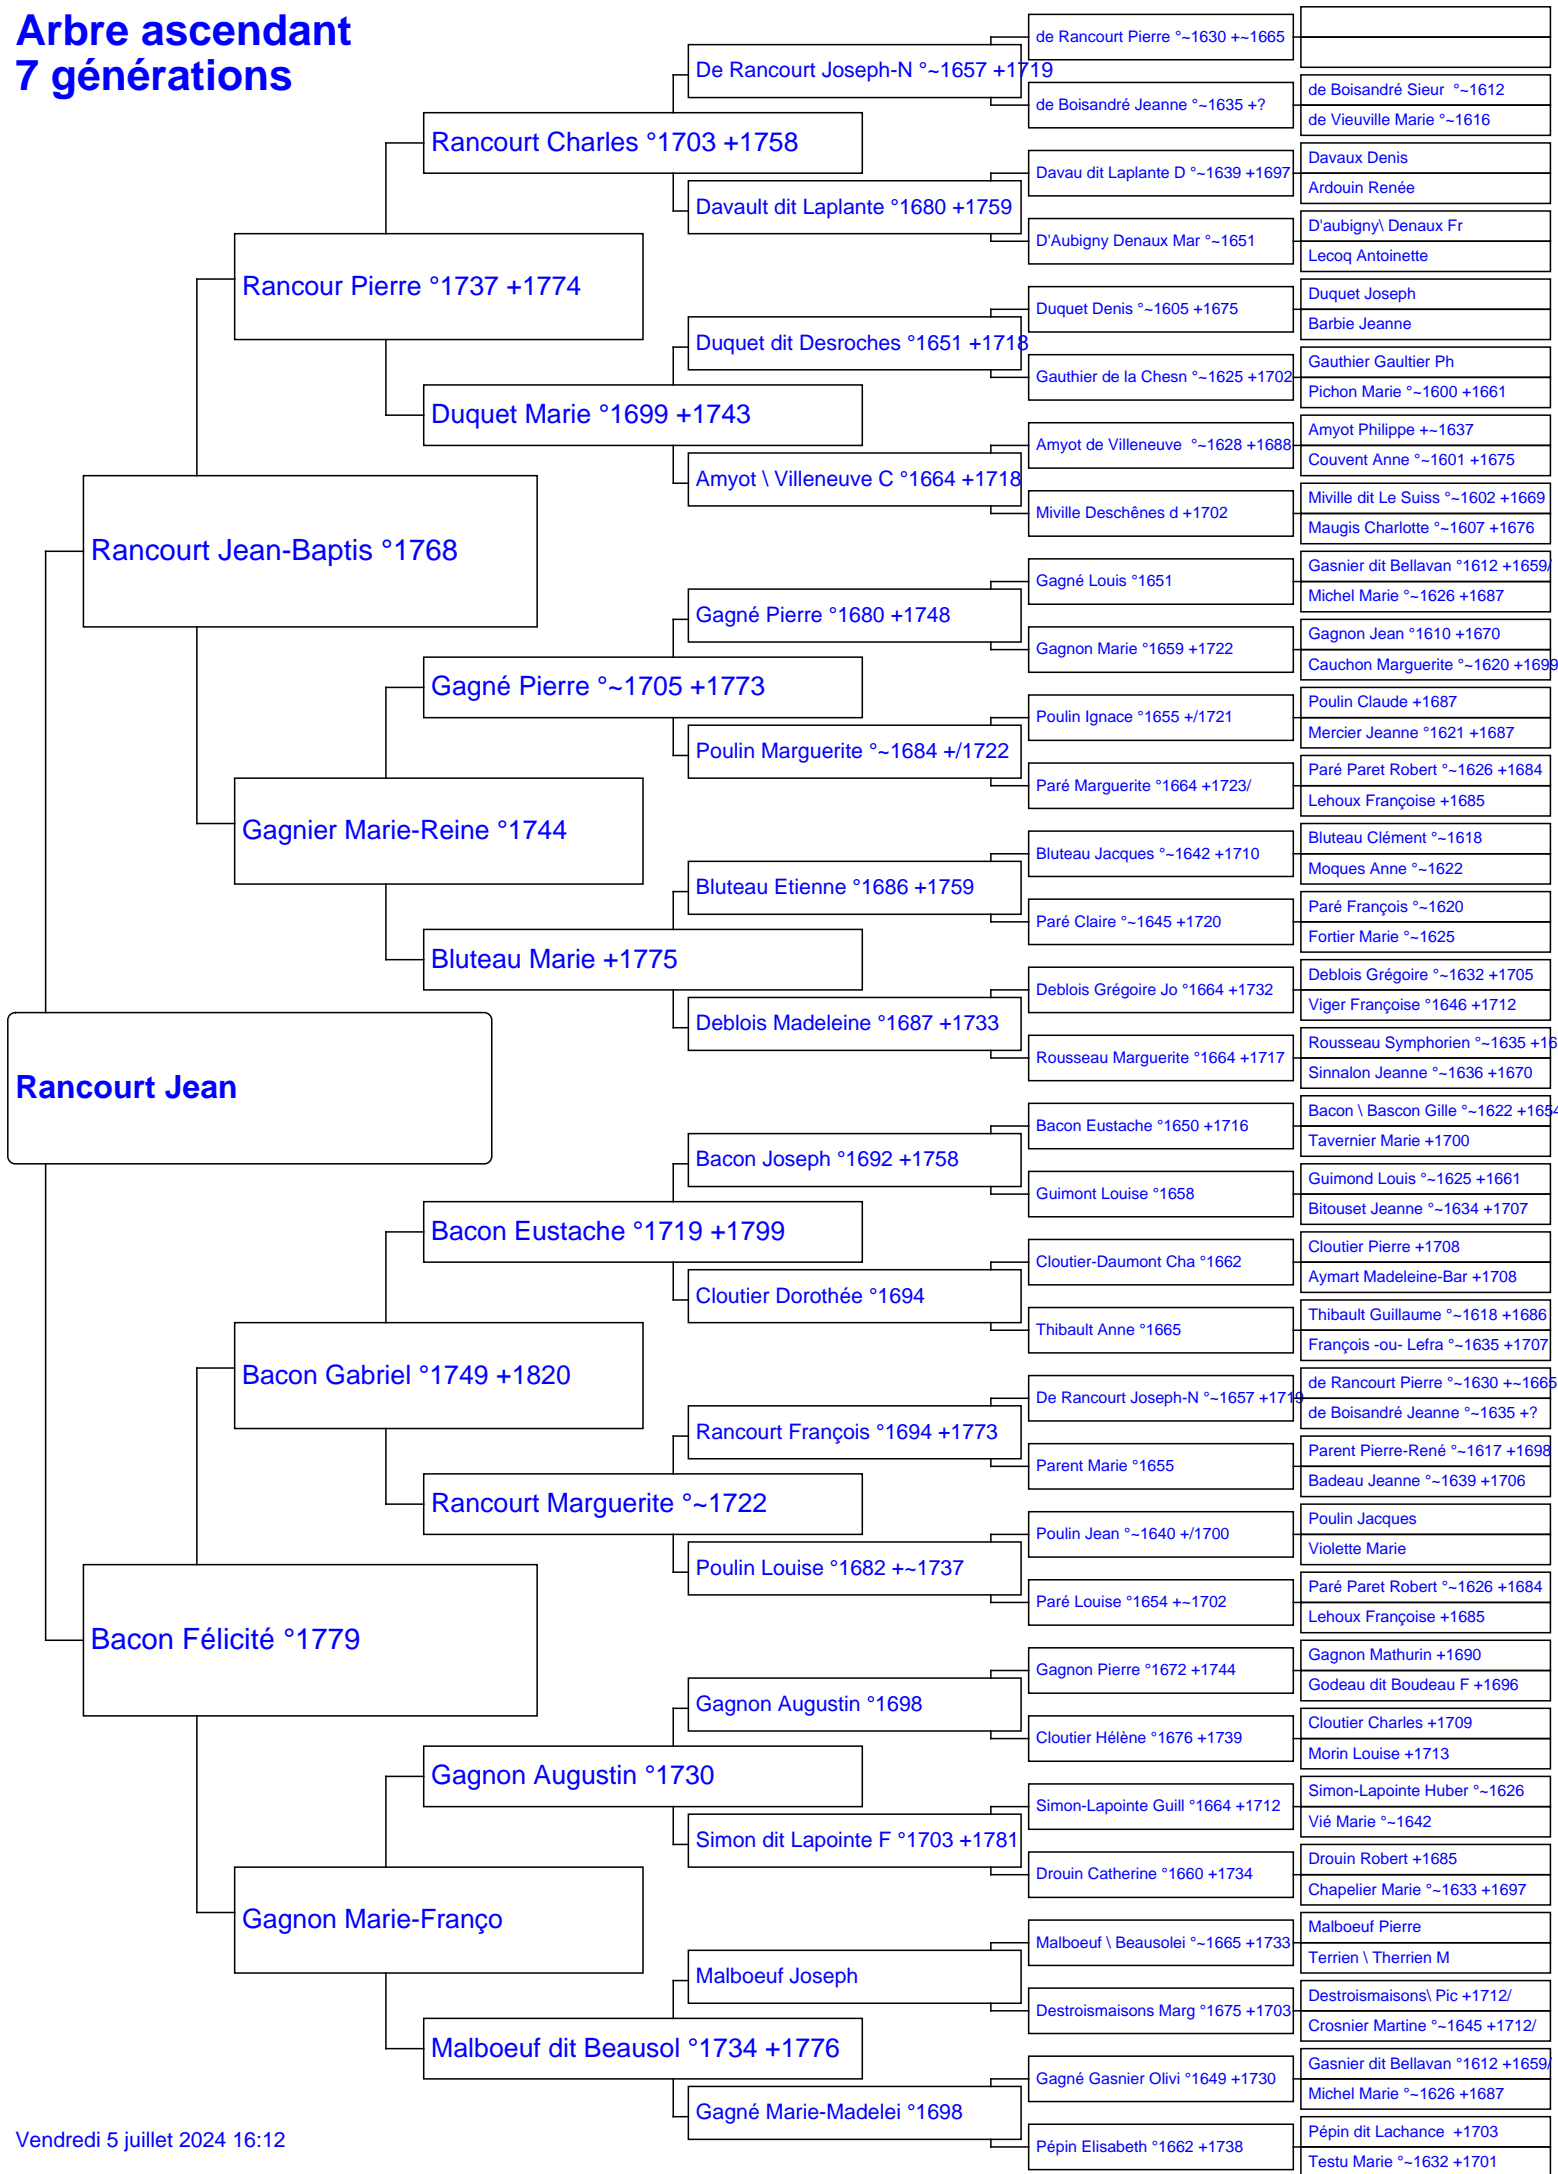 Arbre ascendant
7 générations
Rancourt Jean
Rancourt Jean-Baptis °1768
Bacon Félicité °1779
Rancour Pierre °1737 +1774
Gagnier Marie-Reine °1744
Bacon Gabriel °1749 +1820
Gagnon Marie-Franço
Rancourt Charles °1703 +1758
Duquet Marie °1699 +1743
Gagné Pierre °~1705 +1773
Bluteau Marie +1775
Bacon Eustache °1719 +1799
Rancourt Marguerite °~1722
Gagnon Augustin °1730
Malboeuf dit Beausol °1734 +1776
De Rancourt Joseph-N °~1657 +1719
Davault dit Laplante °1680 +1759
Duquet dit Desroches °1651 +1718
Amyot \ Villeneuve C °1664 +1718
Gagné Pierre °1680 +1748
Poulin Marguerite °~1684 +/1722
Bluteau Etienne °1686 +1759
Deblois Madeleine °1687 +1733
Bacon Joseph °1692 +1758
Cloutier Dorothée °1694
Rancourt François °1694 +1773
Poulin Louise °1682 +~1737
Gagnon Augustin °1698
Simon dit Lapointe F °1703 +1781
Malboeuf Joseph
Gagné Marie-Madelei °1698
de Rancourt Pierre °~1630 +~1665
de Boisandré Jeanne °~1635 +?
Davau dit Laplante D °~1639 +1697
D'Aubigny Denaux Mar °~1651
Duquet Denis °~1605 +1675
Gauthier de la Chesn °~1625 +1702
Amyot de Villeneuve  °~1628 +1688
Miville Deschênes d +1702
Gagné Louis °1651
Gagnon Marie °1659 +1722
Poulin Ignace °1655 +/1721
Paré Marguerite °1664 +1723/
Bluteau Jacques °~1642 +1710
Paré Claire °~1645 +1720
Deblois Grégoire Jo °1664 +1732
Rousseau Marguerite °1664 +1717
Bacon Eustache °1650 +1716
Guimont Louise °1658
Cloutier-Daumont Cha °1662
Thibault Anne °1665
De Rancourt Joseph-N °~1657 +1719
Parent Marie °1655
Poulin Jean °~1640 +/1700
Paré Louise °1654 +~1702
Gagnon Pierre °1672 +1744
Cloutier Hélène °1676 +1739
Simon-Lapointe Guill °1664 +1712
Drouin Catherine °1660 +1734
Malboeuf \ Beausolei °~1665 +1733
Destroismaisons Marg °1675 +1703
Gagné Gasnier Olivi °1649 +1730
Pépin Elisabeth °1662 +1738
de Boisandré Sieur  °~1612
de Vieuville Marie °~1616
Davaux Denis
Ardouin Renée
D'aubigny\ Denaux Fr
Lecoq Antoinette
Duquet Joseph
Barbie Jeanne
Gauthier Gaultier Ph
Pichon Marie °~1600 +1661
Amyot Philippe +~1637
Couvent Anne °~1601 +1675
Miville dit Le Suiss °~1602 +1669
Maugis Charlotte °~1607 +1676
Gasnier dit Bellavan °1612 +1659/
Michel Marie °~1626 +1687
Gagnon Jean °1610 +1670
Cauchon Marguerite °~1620 +1699
Poulin Claude +1687
Mercier Jeanne °1621 +1687
Paré Paret Robert °~1626 +1684
Lehoux Françoise +1685
Bluteau Clément °~1618
Moques Anne °~1622
Paré François °~1620
Fortier Marie °~1625
Deblois Grégoire °~1632 +1705
Viger Françoise °1646 +1712
Rousseau Symphorien °~1635 +16
Sinnalon Jeanne °~1636 +1670
Bacon \ Bascon Gille °~1622 +1654
Tavernier Marie +1700
Guimond Louis °~1625 +1661
Bitouset Jeanne °~1634 +1707
Cloutier Pierre +1708
Aymart Madeleine-Bar +1708
Thibault Guillaume °~1618 +1686
François -ou- Lefra °~1635 +1707
de Rancourt Pierre °~1630 +~1665
de Boisandré Jeanne °~1635 +?
Parent Pierre-René °~1617 +1698
Badeau Jeanne °~1639 +1706
Poulin Jacques
Violette Marie
Paré Paret Robert °~1626 +1684
Lehoux Françoise +1685
Gagnon Mathurin +1690
Godeau dit Boudeau F +1696
Cloutier Charles +1709
Morin Louise +1713
Simon-Lapointe Huber °~1626
Vié Marie °~1642
Drouin Robert +1685
Chapelier Marie °~1633 +1697
Malboeuf Pierre
Terrien \ Therrien M
Destroismaisons\ Pic +1712/
Crosnier Martine °~1645 +1712/
Gasnier dit Bellavan °1612 +1659/
Michel Marie °~1626 +1687
Pépin dit Lachance  +1703
Testu Marie °~1632 +1701
Vendredi 5 juillet 2024 16:12